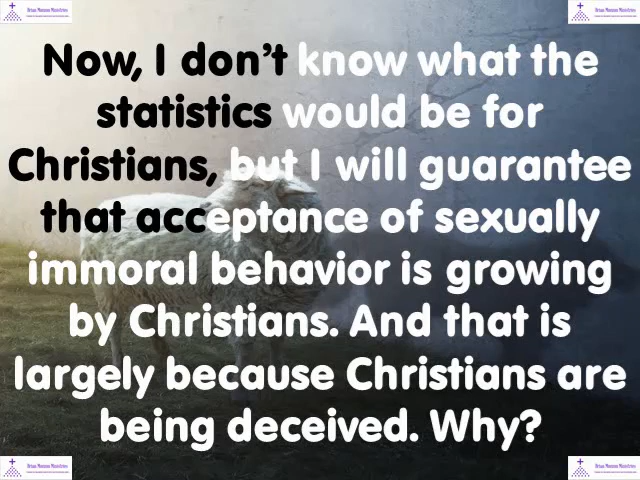 Now, I don't know what the
statistics would be for
Christians, but I will guarantee
that acceptance of sexually
immoral behavior is growing
by Christians. And that is
largely because Christians are
being deceived. Why?